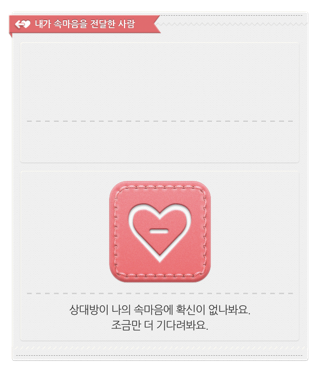 내가 속마음을 전달한 사람
상대방이 나의 속마음에 확신이 없나봐요.
조금만 더 기다려봐요.